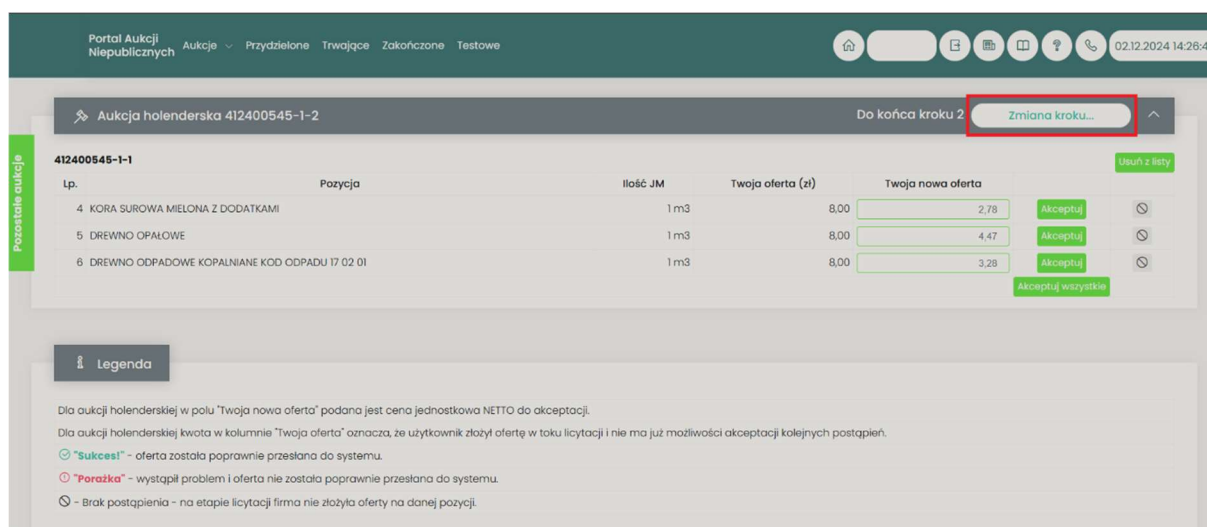 Portal Aukcji
Niepublicznych Aukcje Przydzielone Trwające Zakończone Testowe 02.12.2024 14:26:4
Aukcja holenderska 412400545-1-2 Do końca kroku 2 Zmiana kroku...
Pozostałe aukcje
412400545-1-1 Usuń z listy
Lp. Pozycja Ilość JM Twoja oferta (zł) Twoja nowa oferta
4 KORA SUROWA MIELONA Z DODATKAMI 1 m3 8,00 2,78 Akceptuj
5 DREWNO OPAŁOWE 1 m3 8,00 4,47 Akceptuj
6 DREWNO ODPADOWE KOPALNIANE KOD ODPADU 17 02 01 1 m3 8,00 3,28 Akceptuj
Akceptuj wszystkie
Legenda
Dla aukcji holenderskiej w polu "Twoja nowa oferta" podana jest cena jednostkowa NETTO do akceptacji.
Dla aukcji holenderskiej kwota w kolumnie "Twoja oferta" oznacza, że użytkownik złożył ofertę w toku licytacji i nie ma już możliwości akceptacji kolejnych postąpień.
"Sukces!" - oferta została poprawnie przesłana do systemu.
"Porażka" - wystąpił problem i oferta nie została poprawnie przesłana do systemu.
- Brak postąpienia - na etapie licytacji firma nie złożyła oferty na danej pozycji.